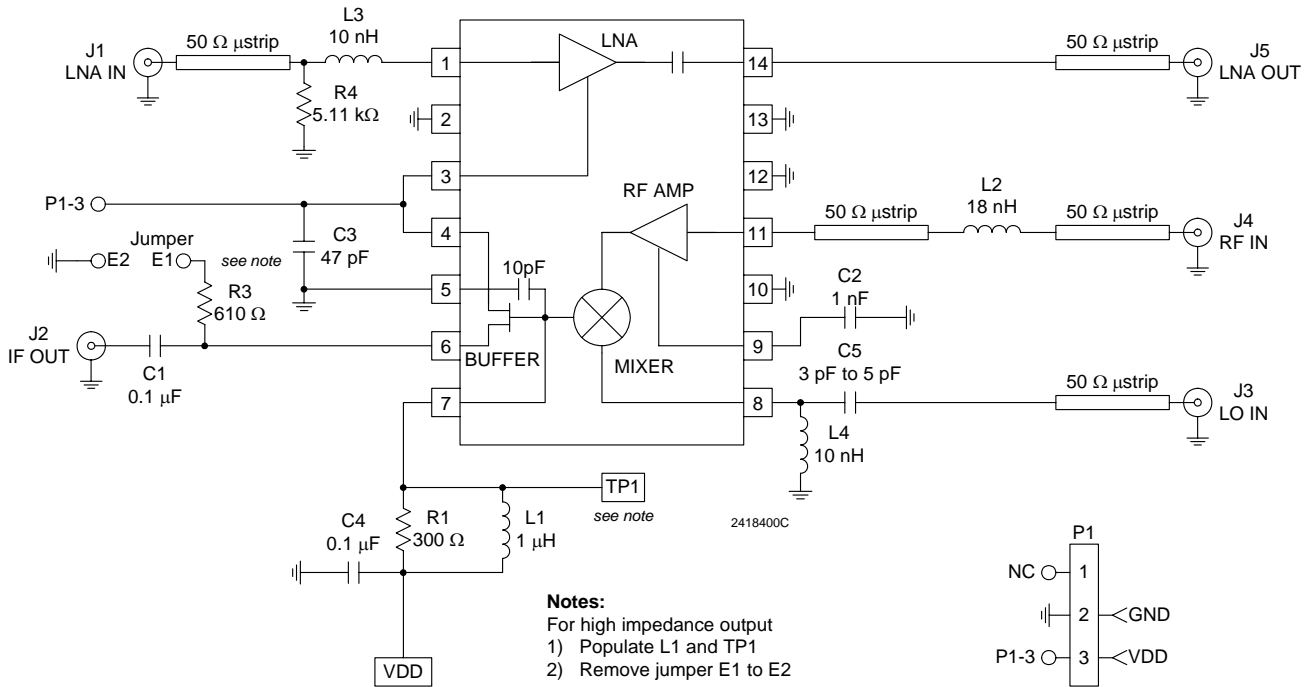 L3
10 nH
J1
LNA IN
50 Ω μstrip
R4
5.11 kΩ
1
2
3
4
5
6
7
LNA
14
13
12
11
10
9
8
50 Ω μstrip
J5
LNA OUT
P1-3
C3
47 pF
Jumper
E2
E1
see note
R3
610 Ω
J2
IF OUT
C1
0.1 μF
10pF
BUFFER
MIXER
RF AMP
50 Ω μstrip
L2
18 nH
50 Ω μstrip
J4
RF IN
C2
1 nF
C5
3 pF to 5 pF
50 Ω μstrip
J3
LO IN
L4
10 nH
TP1
see note
C4
0.1 μF
R1
300 Ω
L1
1 μH
VDD
2418400C
Notes:
For high impedance output
1) Populate L1 and TP1
2) Remove jumper E1 to E2
P1
NC
1
2
GND
P1-3
3
VDD